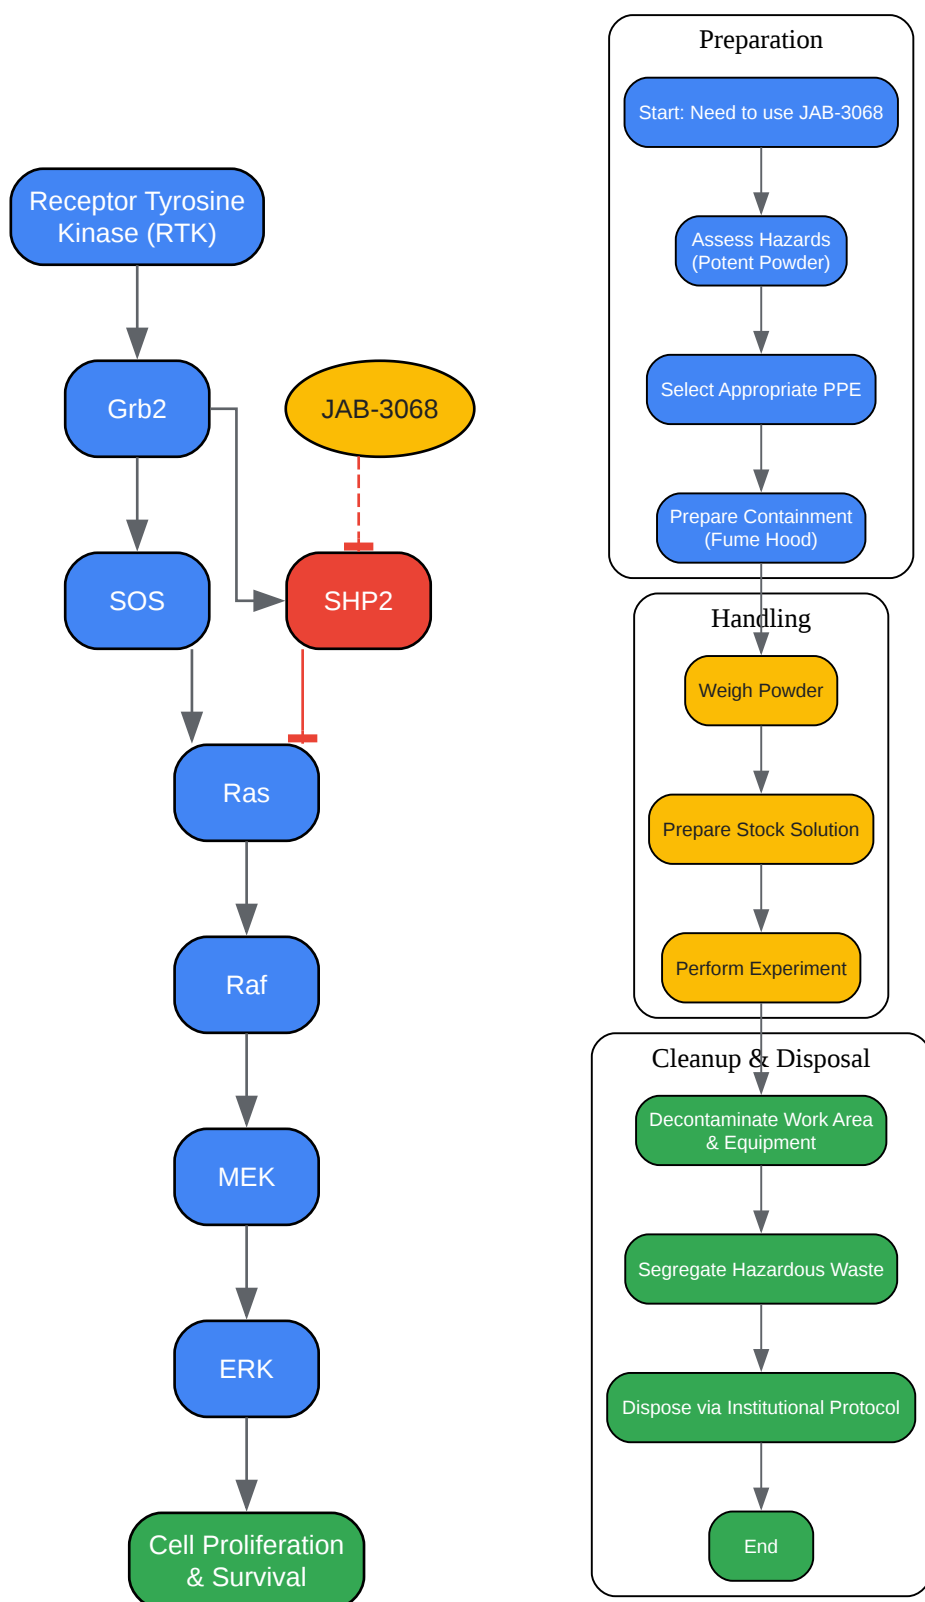 Receptor Tyrosine
Kinase (RTK)
Grb2
JAB-3068
SOS
SHP2
Ras
Raf
MEK
ERK
Cell Proliferation
& Survival
Preparation
Start: Need to use JAB-3068
Assess Hazards
(Potent Powder)
Select Appropriate PPE
Prepare Containment
(Fume Hood)
Handling
Weigh Powder
Prepare Stock Solution
Perform Experiment
Cleanup & Disposal
Decontaminate Work Area
& Equipment
Segregate Hazardous Waste
Dispose via Institutional Protocol
End